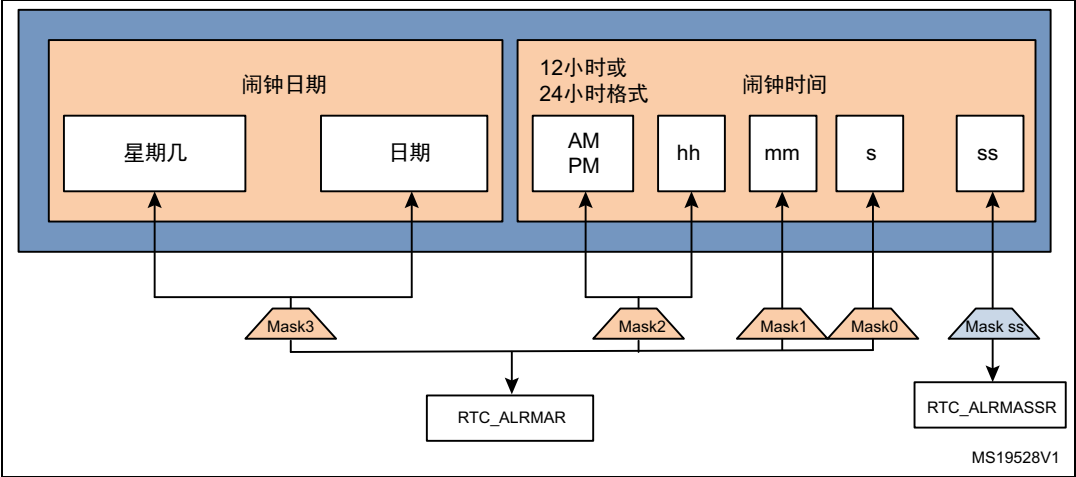 闹钟日期
12小时或
24小时格式
闹钟时间
星期几
日期
AM
PM
hh
mm
s
ss
Mask3
Mask2
Mask1
Mask0
Mask ss
RTC_ALRMAR
RTC_ALRMASSR
MS19528V1